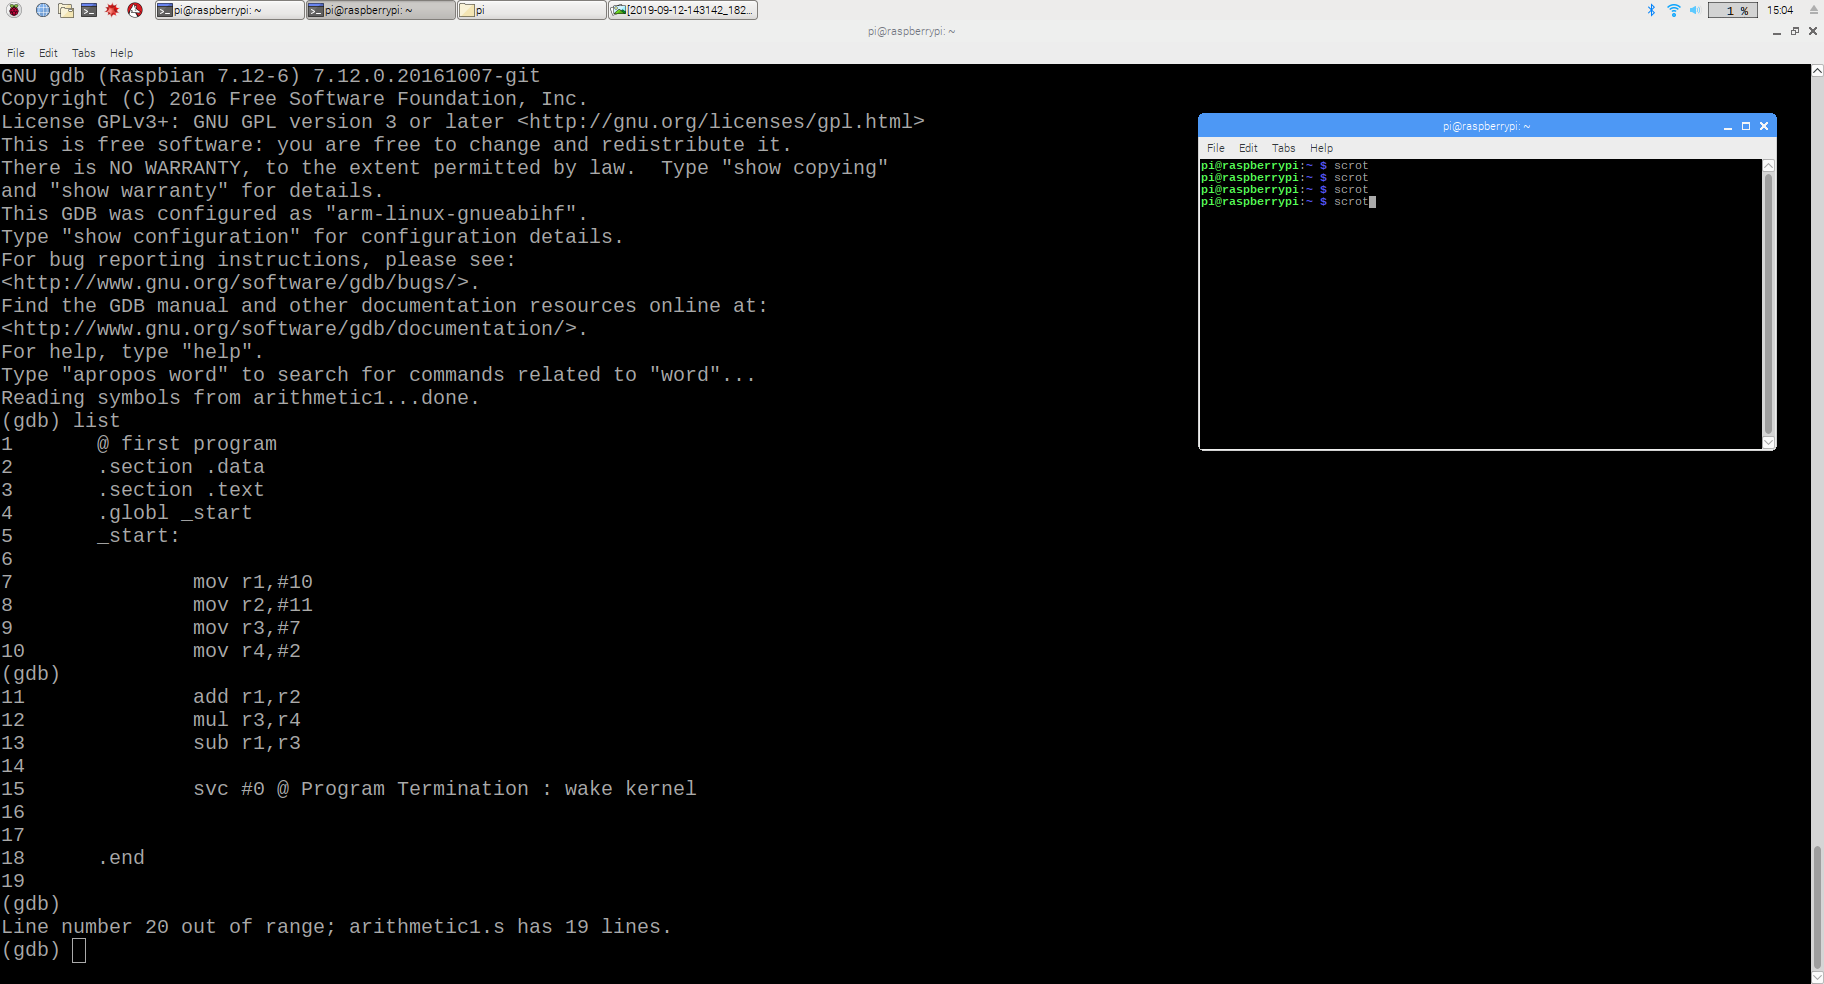 pi@raspberrypi: ~
pi@raspberrypi: ~
pi
[2019-09-12-143142_182...
1 %
15:04
pi@raspberrypi: ~
File Edit Tabs Help
GNU gdb (Raspbian 7.12-6) 7.12.0.20161007-git
Copyright (C) 2016 Free Software Foundation, Inc.
License GPLv3+: GNU GPL version 3 or later <http://gnu.org/licenses/gpl.html>
This is free software: you are free to change and redistribute it.
There is NO WARRANTY, to the extent permitted by law.  Type "show copying"
and "show warranty" for details.
This GDB was configured as "arm-linux-gnueabihf".
Type "show configuration" for configuration details.
For bug reporting instructions, please see:
<http://www.gnu.org/software/gdb/bugs/>.
Find the GDB manual and other documentation resources online at:
<http://www.gnu.org/software/gdb/documentation/>.
For help, type "help".
Type "apropos word" to search for commands related to "word"...
Reading symbols from arithmetic1...done.
(gdb) list
1       @ first program
2       .section .data
3       .section .text
4       .globl _start
5       _start:
6
7               mov r1,#10
8               mov r2,#11
9               mov r3,#7
10              mov r4,#2
(gdb)
11              add r1,r2
12              mul r3,r4
13              sub r1,r3
14
15              svc #0 @ Program Termination : wake kernel
16
17
18      .end
19
(gdb)
Line number 20 out of range; arithmetic1.s has 19 lines.
(gdb)
pi@raspberrypi: ~
File Edit Tabs Help
pi@raspberrypi:~ $ scrot
pi@raspberrypi:~ $ scrot
pi@raspberrypi:~ $ scrot
pi@raspberrypi:~ $ scrot